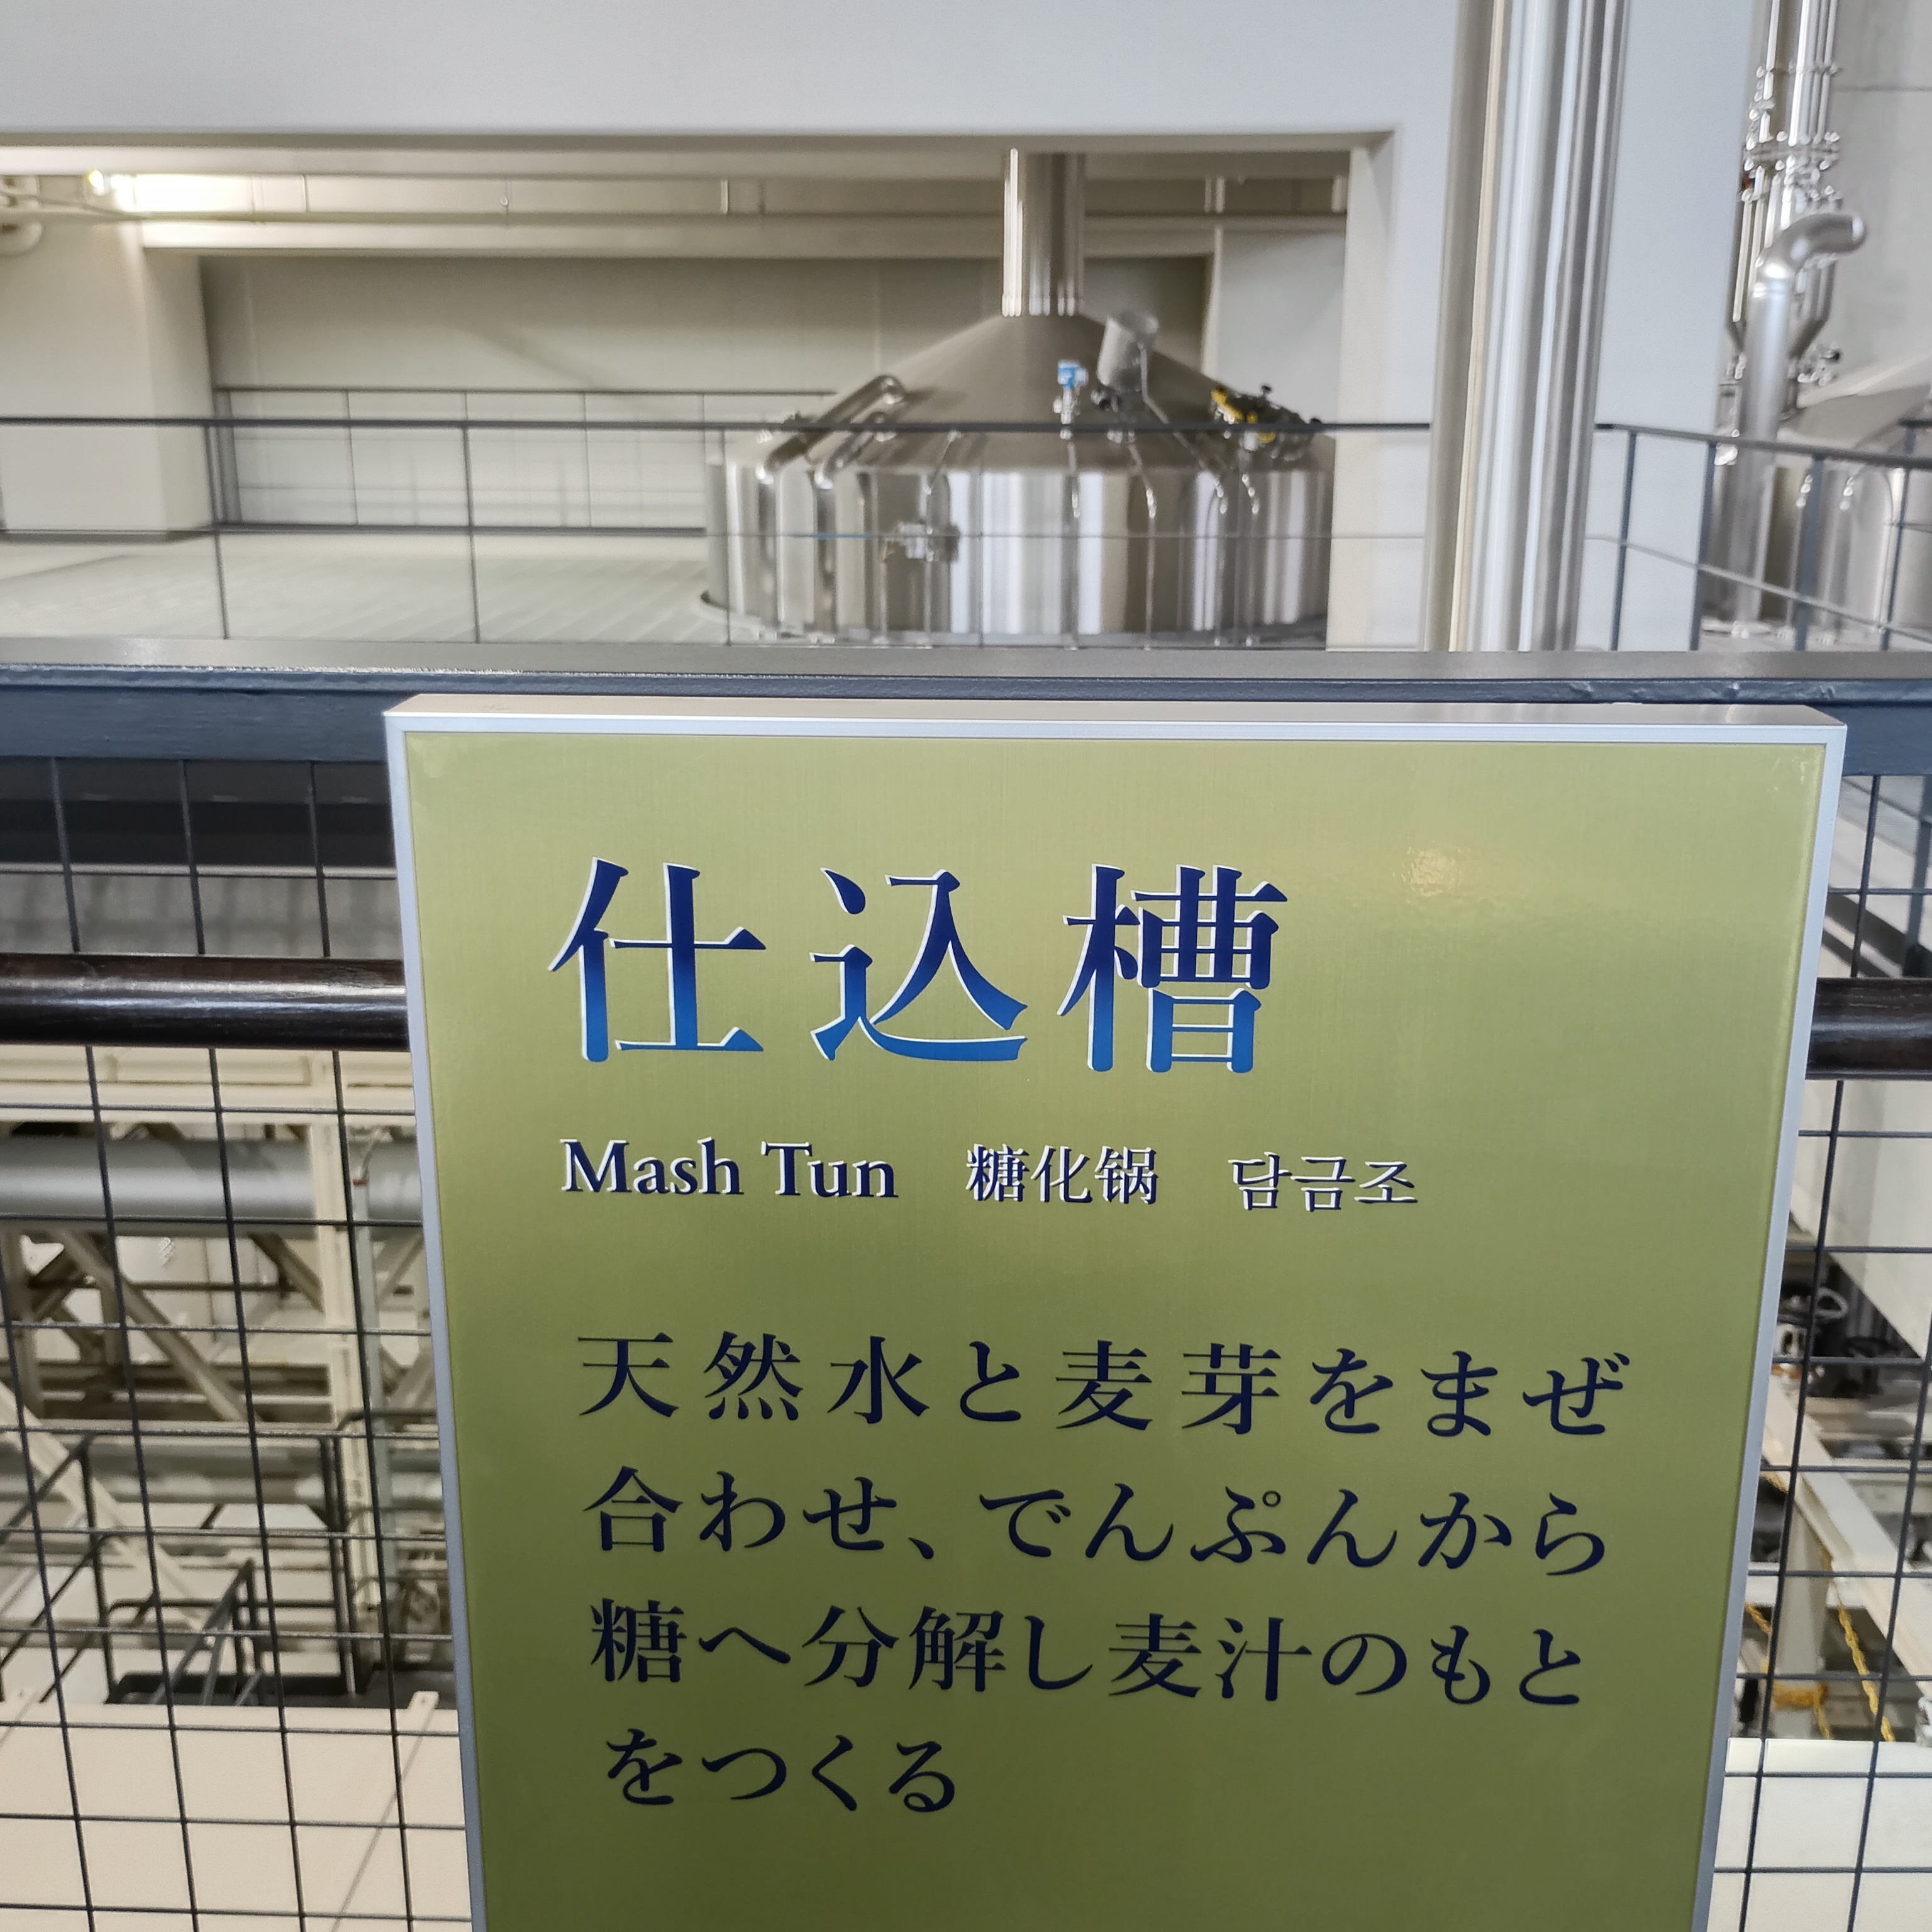 仕込槽
Mash Tun 糖化锅 담금조
天然水と麦芽をまぜ
合わせ、でんぷんから
糖へ分解し麦汁のもと
をつくる